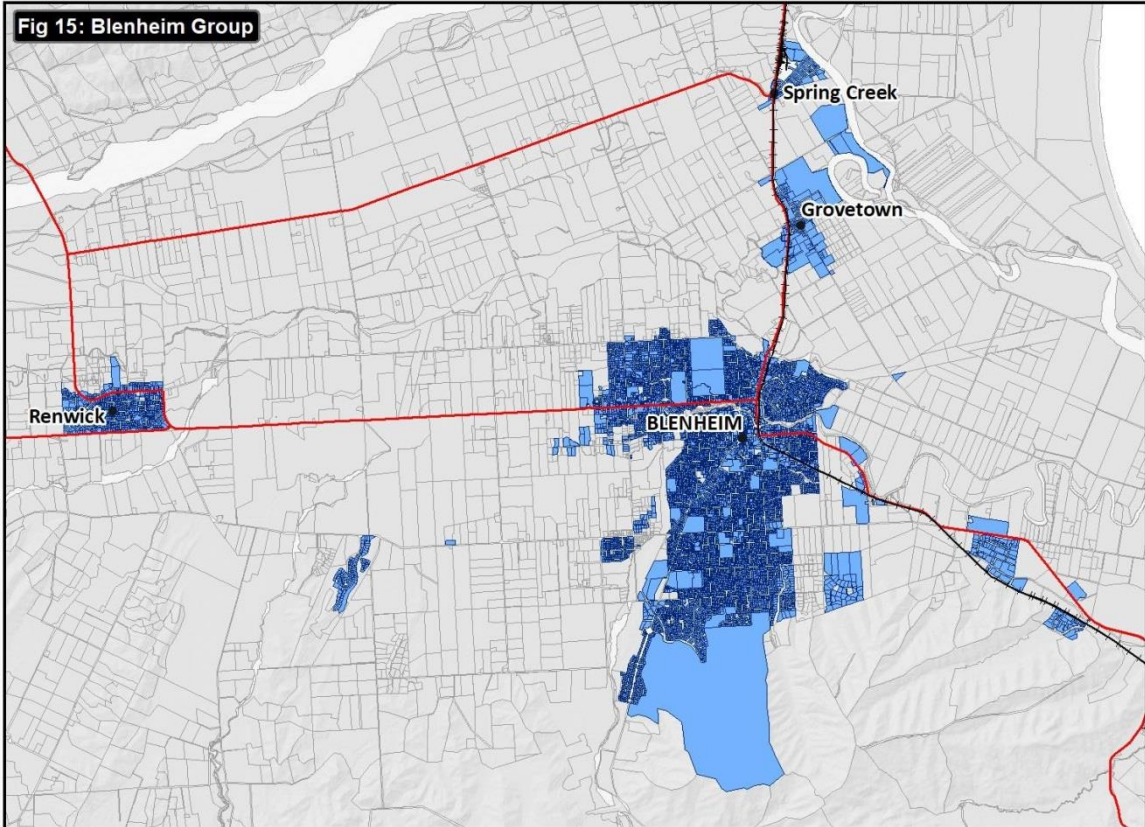 Fig 15: Blenheim Group
Spring Creek
Grovetown
Renwick
BLENHEIM